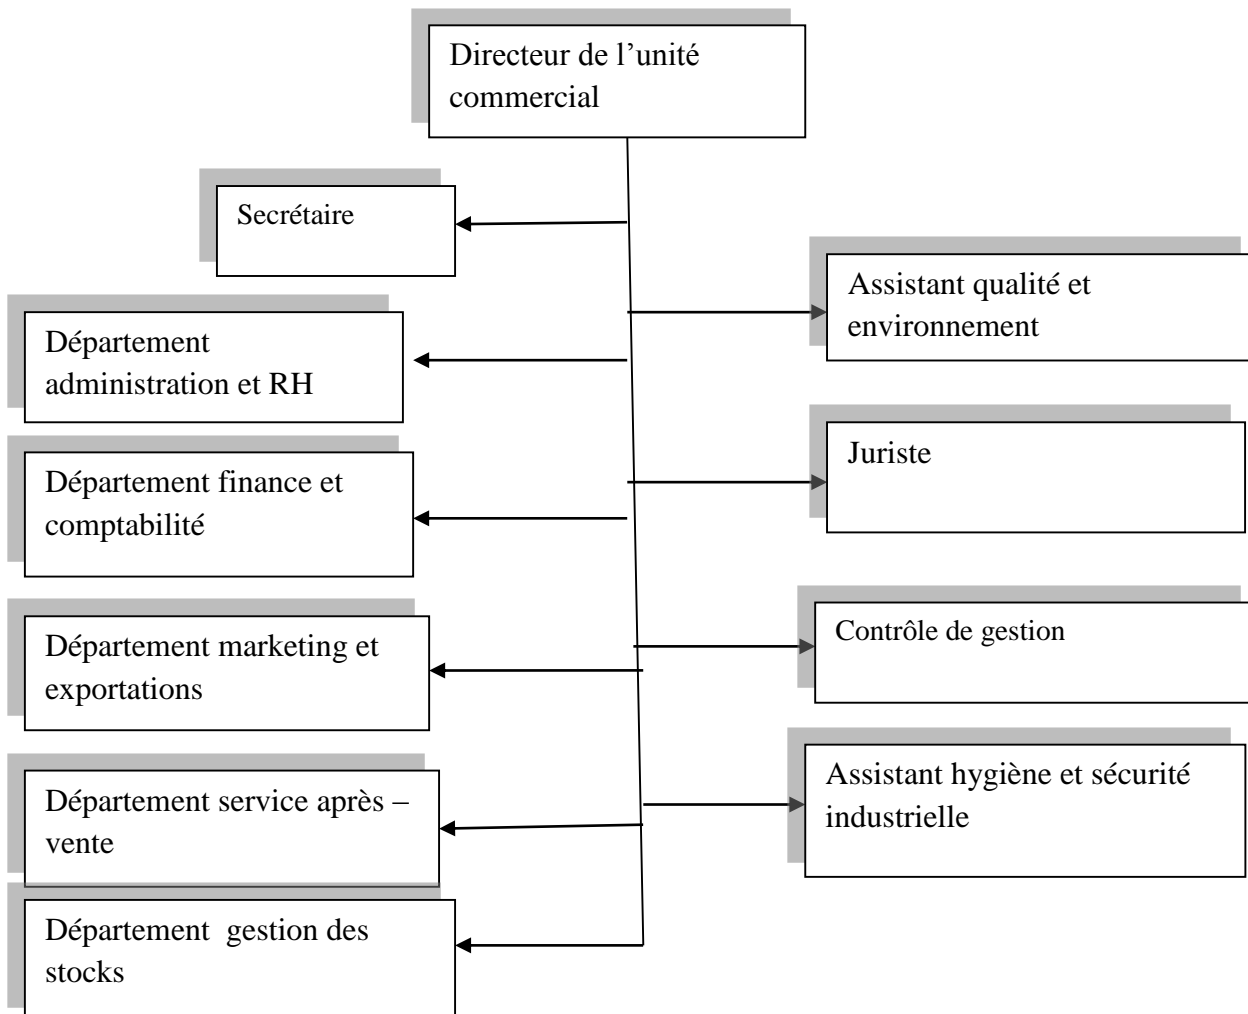 Directeur de l’unité
commercial
Secrétaire
Assistant qualité et
environnement
Département
administration et RH
Juriste
Département finance et
comptabilité
Contrôle de gestion
Département marketing et
exportations
Assistant hygiène et sécurité
industrielle
Département service après –
vente
Département  gestion des
stocks